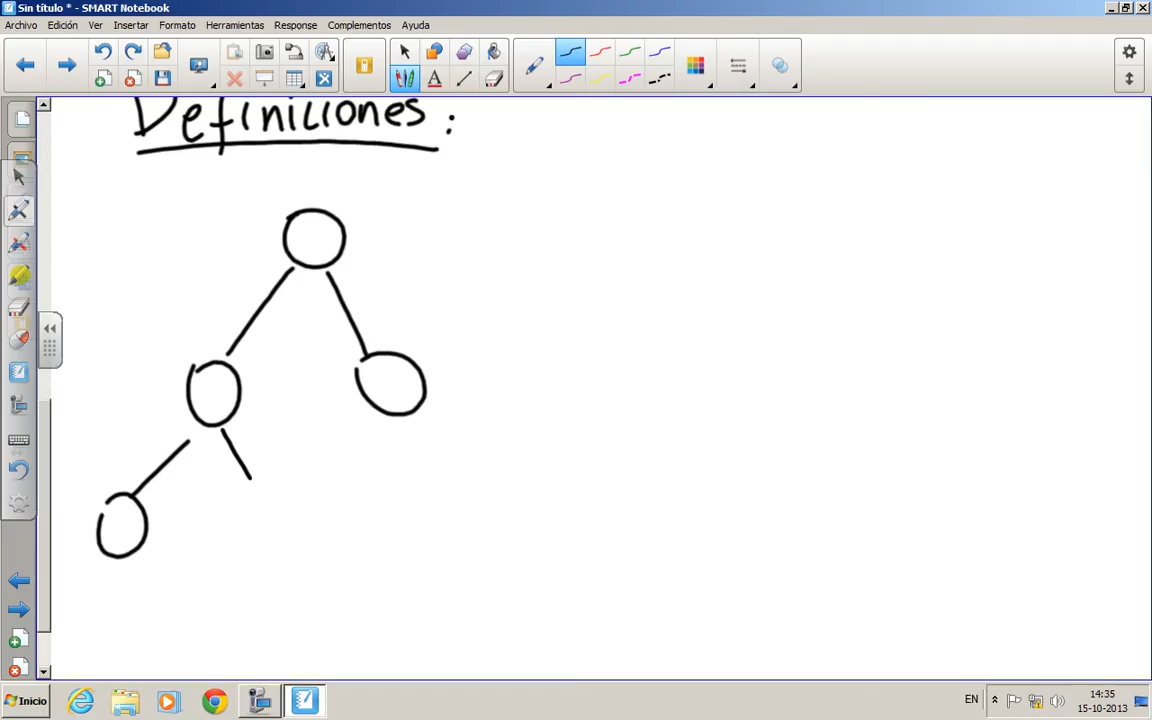 Sin título * - SMART Notebook
Archivo Edición Ver Insertar Formato Herramientas Response Complementos Ayuda
Definiciones:
Inicio
EN
14:35
15-10-2013